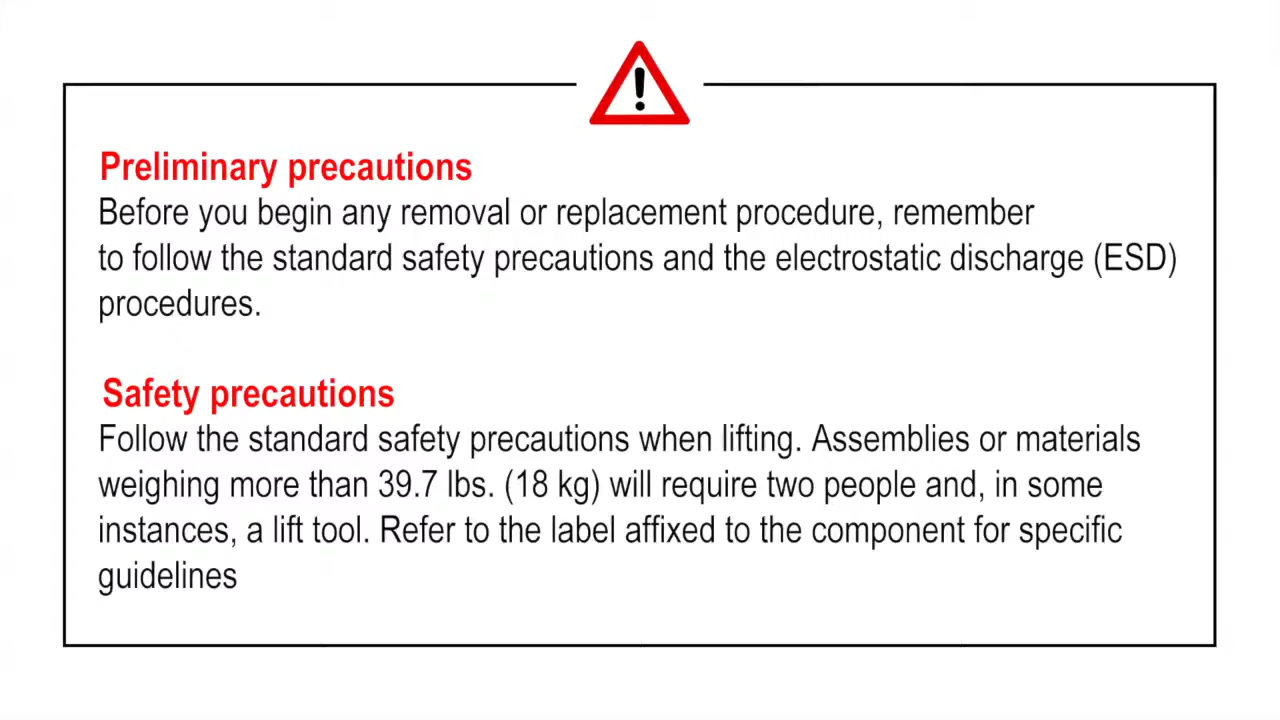 Preliminary precautions
Before you begin any removal or replacement procedure, remember
to follow the standard safety precautions and the electrostatic discharge (ESD)
procedures.
Safety precautions
Follow the standard safety precautions when lifting. Assemblies or materials
weighing more than 39.7 lbs. (18 kg) will require two people and, in some
instances, a lift tool. Refer to the label affixed to the component for specific
guidelines